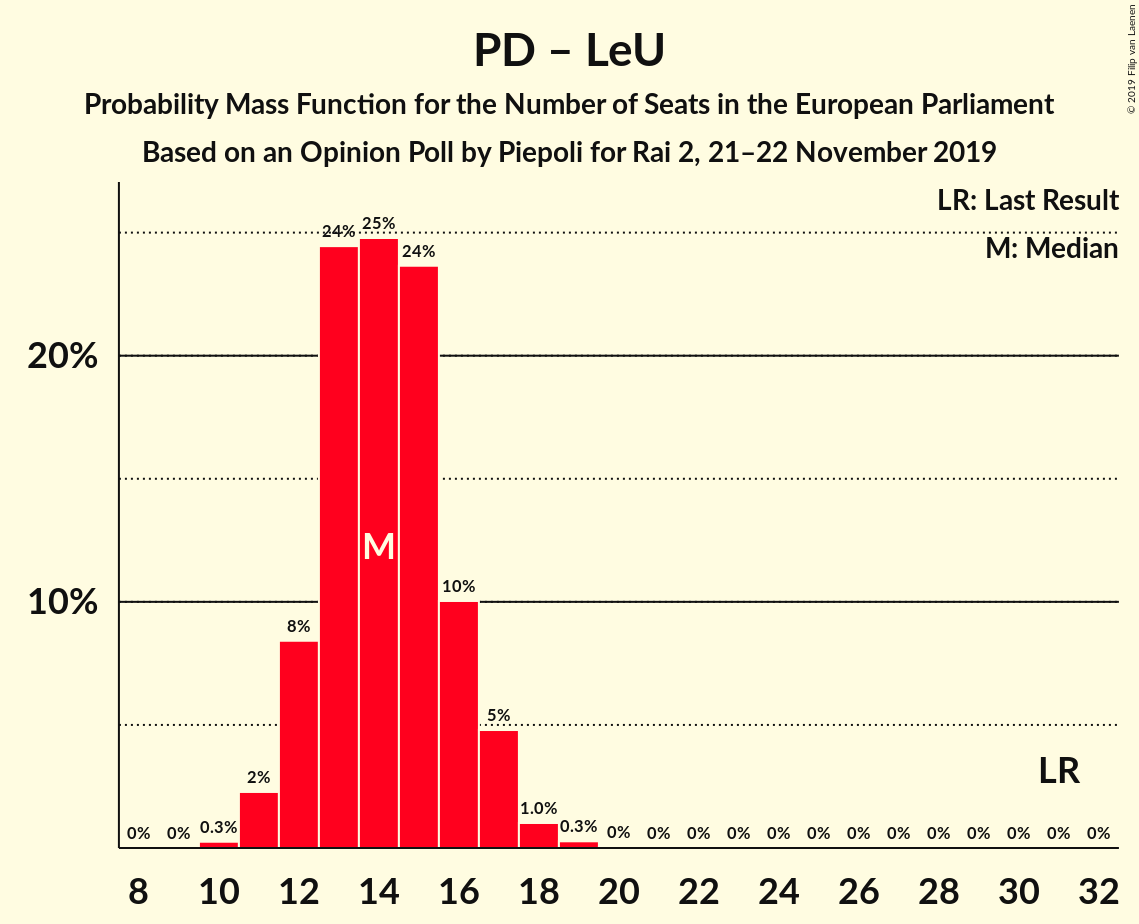 PD – LeU
Probability Mass Function for the Number of Seats in the European Parliament
Based on an Opinion Poll by Piepoli for Rai 2, 21–22 November 2019
© 2019 Filip van Laenen
LR: Last Result
M: Median
20%
10%
0% 0% 0.3% 2% 8% 24% 25% 24% 10% 5% 1.0% 0.3% 0% 0% 0% 0% 0% 0% 0% 0% 0% 0% 0% 0% 0%
M
LR
8 10 12 14 16 18 20 22 24 26 28 30 32